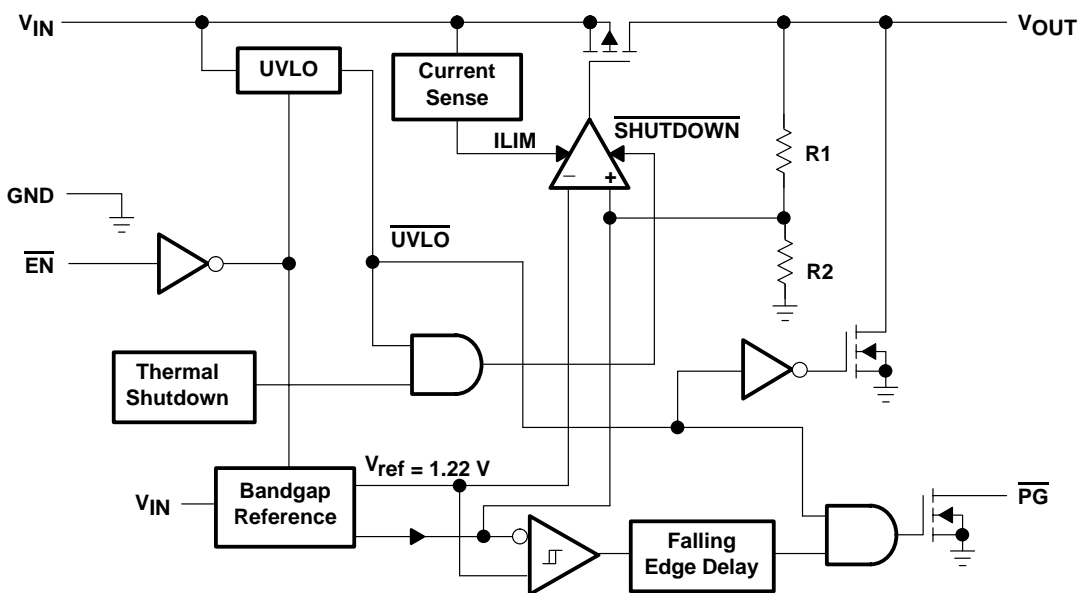 VIN
VOUT
UVLO
Current
Sense
SHUTDOWN
ILIM
R1
–
+
GND
UVLO
EN
R2
Thermal
Shutdown
Vref = 1.22 V
VIN
Bandgap
Reference
PG
Falling
Edge Delay